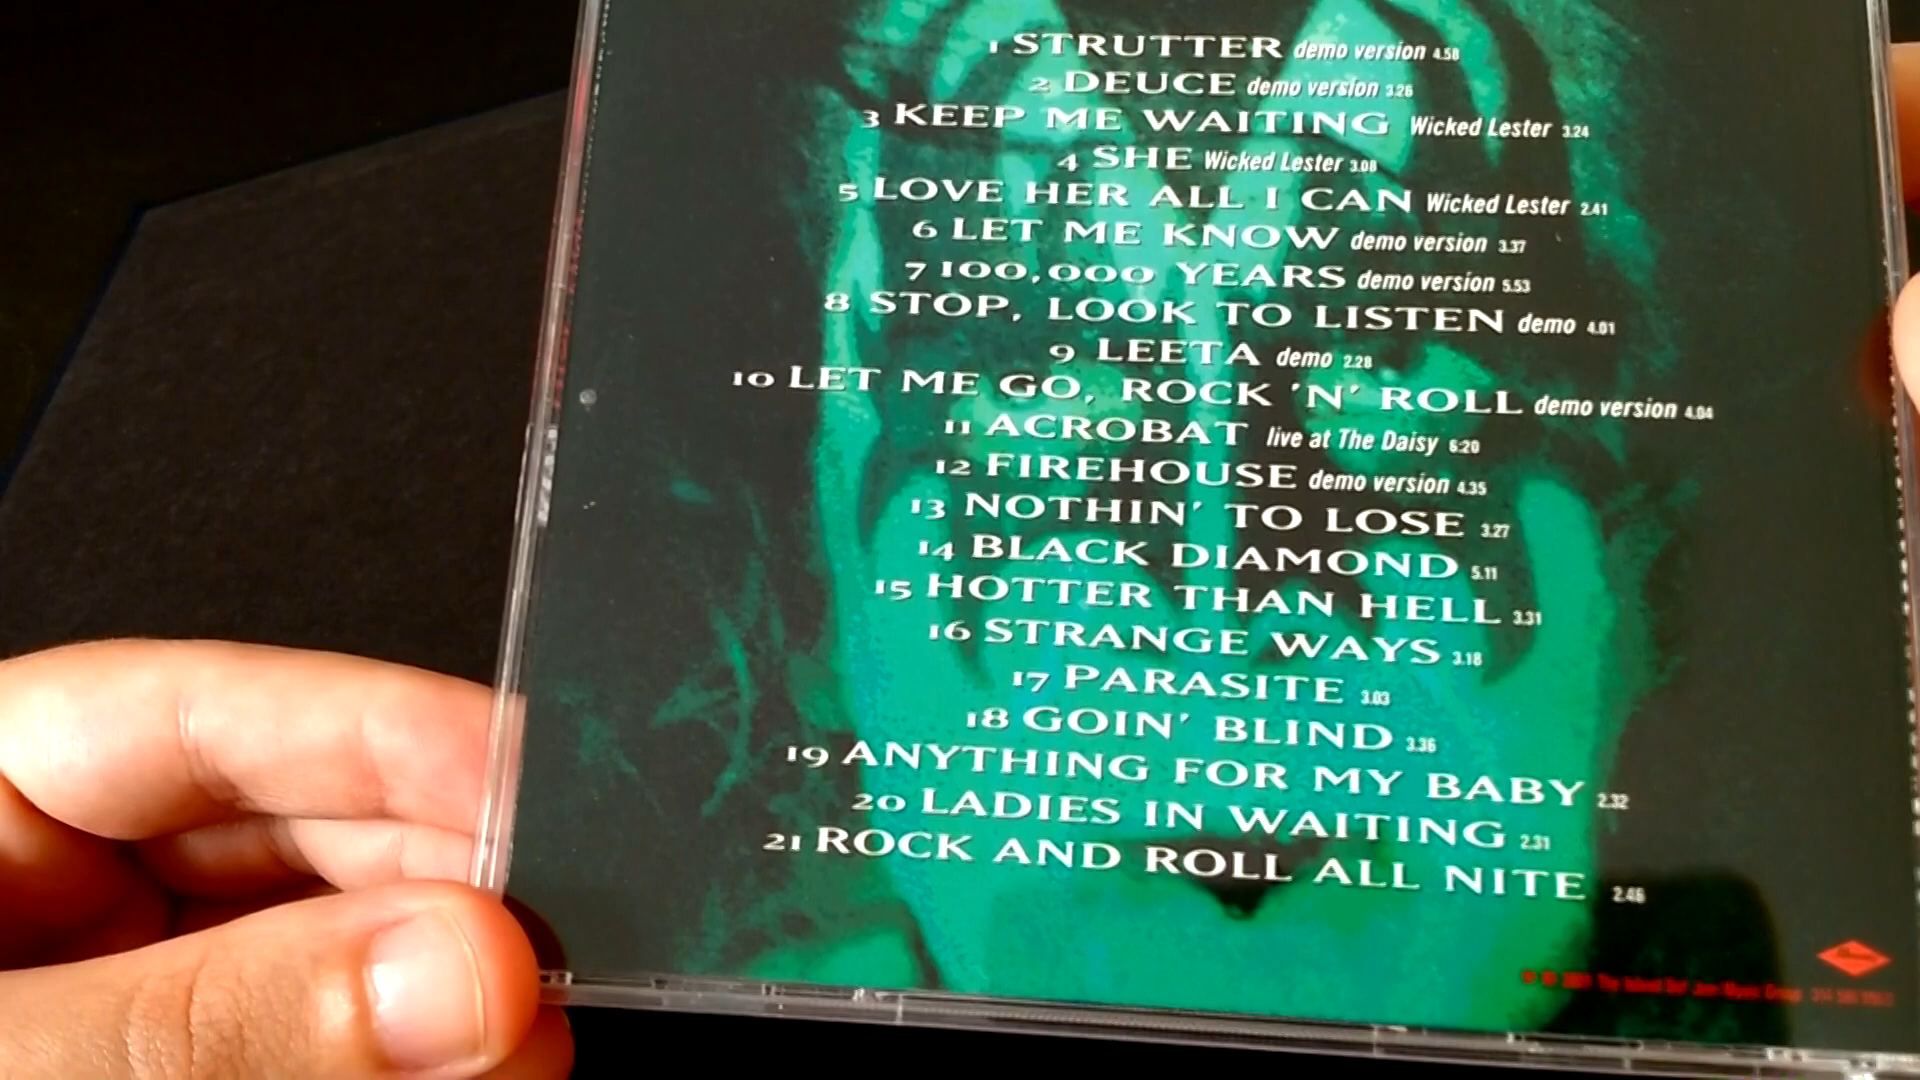 1 STRUTTER demo version 4.58
2 DEUCE demo version 3.26
3 KEEP ME WAITING Wicked Lester 3.24
4 SHE Wicked Lester 3.08
5 LOVE HER ALL I CAN Wicked Lester 2.41
6 LET ME KNOW demo version 3.37
7 100,000 YEARS demo version 5.53
8 STOP, LOOK TO LISTEN demo 4.01
9 LEETA demo 2.28
10 LET ME GO, ROCK 'N' ROLL demo version 4.04
11 ACROBAT live at The Daisy 6:20
12 FIREHOUSE demo version 4.35
13 NOTHIN' TO LOSE 3.27
14 BLACK DIAMOND 5.11
15 HOTTER THAN HELL 3.31
16 STRANGE WAYS 3.18
17 PARASITE 3.03
18 GOIN' BLIND 3.36
19 ANYTHING FOR MY BABY 2.32
20 LADIES IN WAITING 2.31
21 ROCK AND ROLL ALL NITE 2.46
2001 The Island Def Jam Music Group